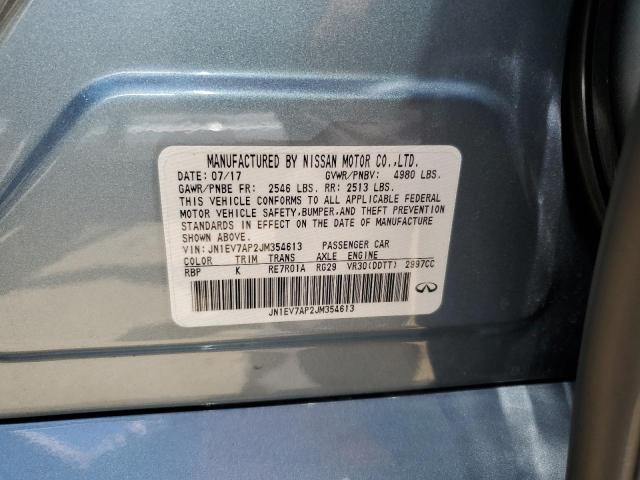 MANUFACTURED BY NISSAN MOTOR CO.,LTD.
DATE: 07/17 GVWR/PNBV: 4980 LBS.
GAWR/PNBE FR: 2546 LBS. RR: 2513 LBS.
THIS VEHICLE CONFORMS TO ALL APPLICABLE FEDERAL
MOTOR VEHICLE SAFETY,BUMPER,AND THEFT PREVENTION
STANDARDS IN EFFECT ON THE DATE OF MANUFACTURE
SHOWN ABOVE.
VIN: JN1EV7AP2JM354613 PASSENGER CAR
COLOR TRIM TRANS AXLE ENGINE
RBP K RE7R01A RG29 VR30(DDTT) 2997CC
JN1EV7AP2JM354613